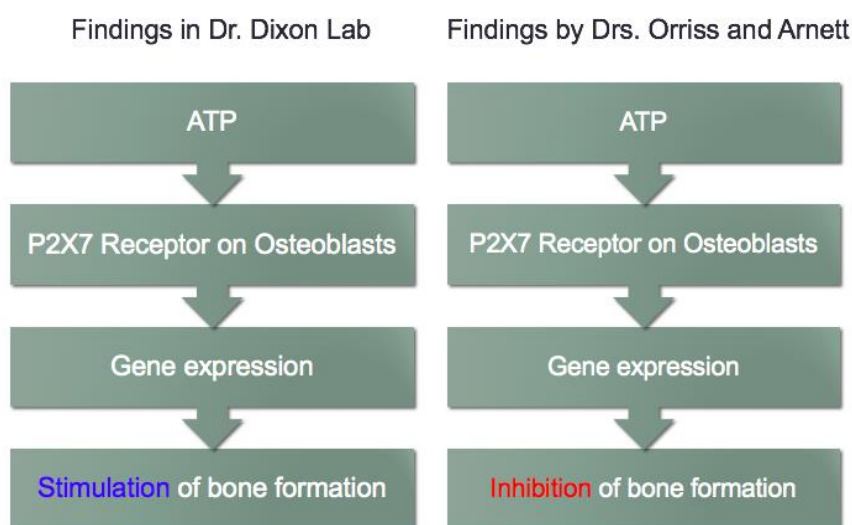 Findings in Dr. Dixon Lab
ATP
P2X7 Receptor on Osteoblasts
Gene expression
Stimulation of bone formation
Findings by Drs. Orriss and Arnett
ATP
P2X7 Receptor on Osteoblasts
Gene expression
Inhibition of bone formation